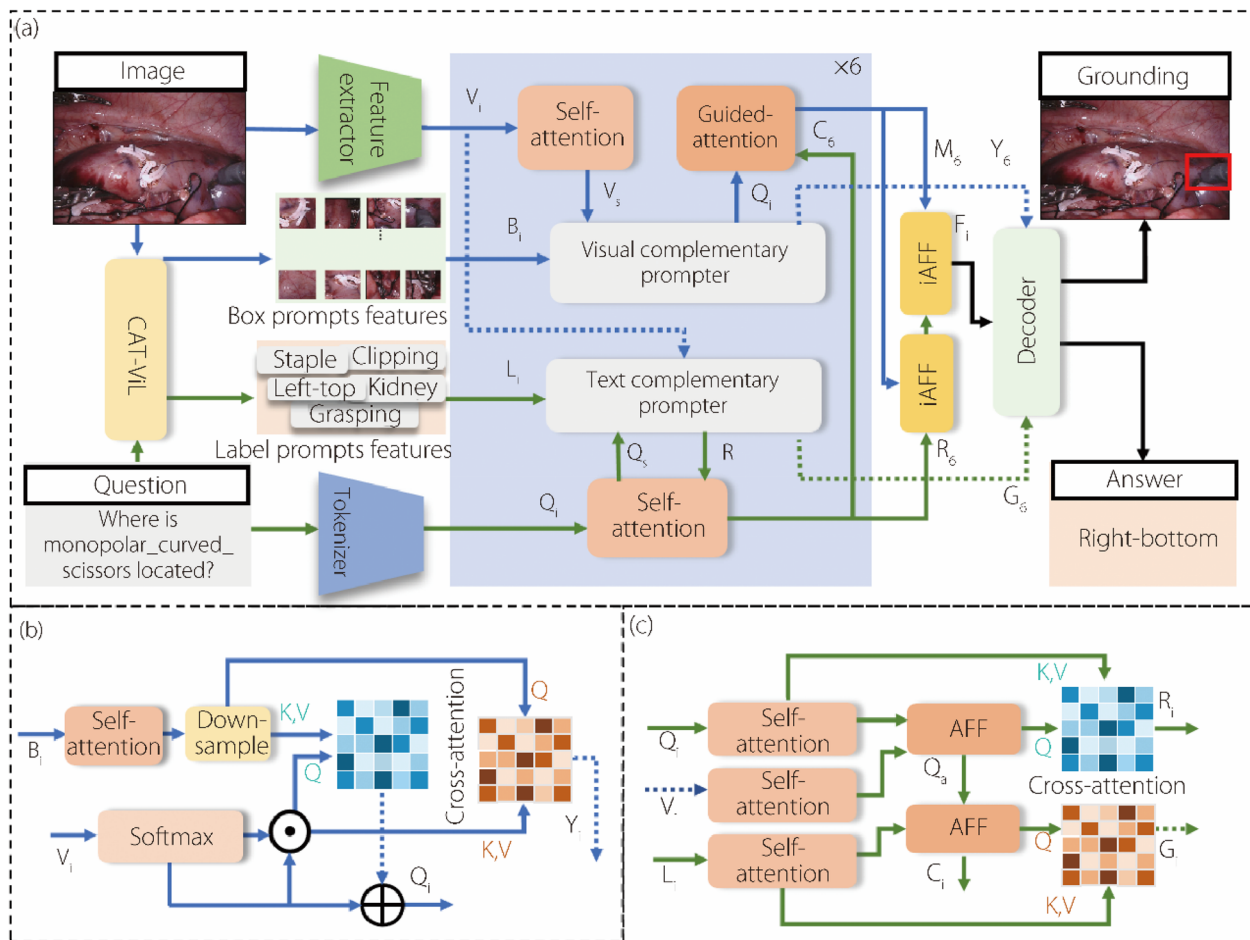 (a)
Image
Feature
extractor
V_i
Self-
attention
V_s
×6
Guided-
attention
C_6
Q_i
M_6
Y_6
Grounding
CAT-ViL
...
Box prompts features
B_i
Visual complementary
prompter
iAFF
F_i
Decoder
Staple
Clipping
Left-top
Kidney
Grasping
Label prompts features
L_i
Text complementary
prompter
iAFF
Q_s
R
R_6
G_6
Question
Where is
monopolar_curved_
scissors located?
Tokenizer
Q_i
Self-
attention
Answer
Right-bottom
(b)
B_i
Self-
attention
Down-
sample
K,V
Q
Cross-attention
Q
K,V
Y_i
V_i
Softmax
Q_i
(c)
K,V
Q_i
Self-
attention
AFF
Q
R_i
V.
Self-
attention
Q_a
Cross-attention
L_i
Self-
attention
AFF
Q
G_i
C_i
K,V